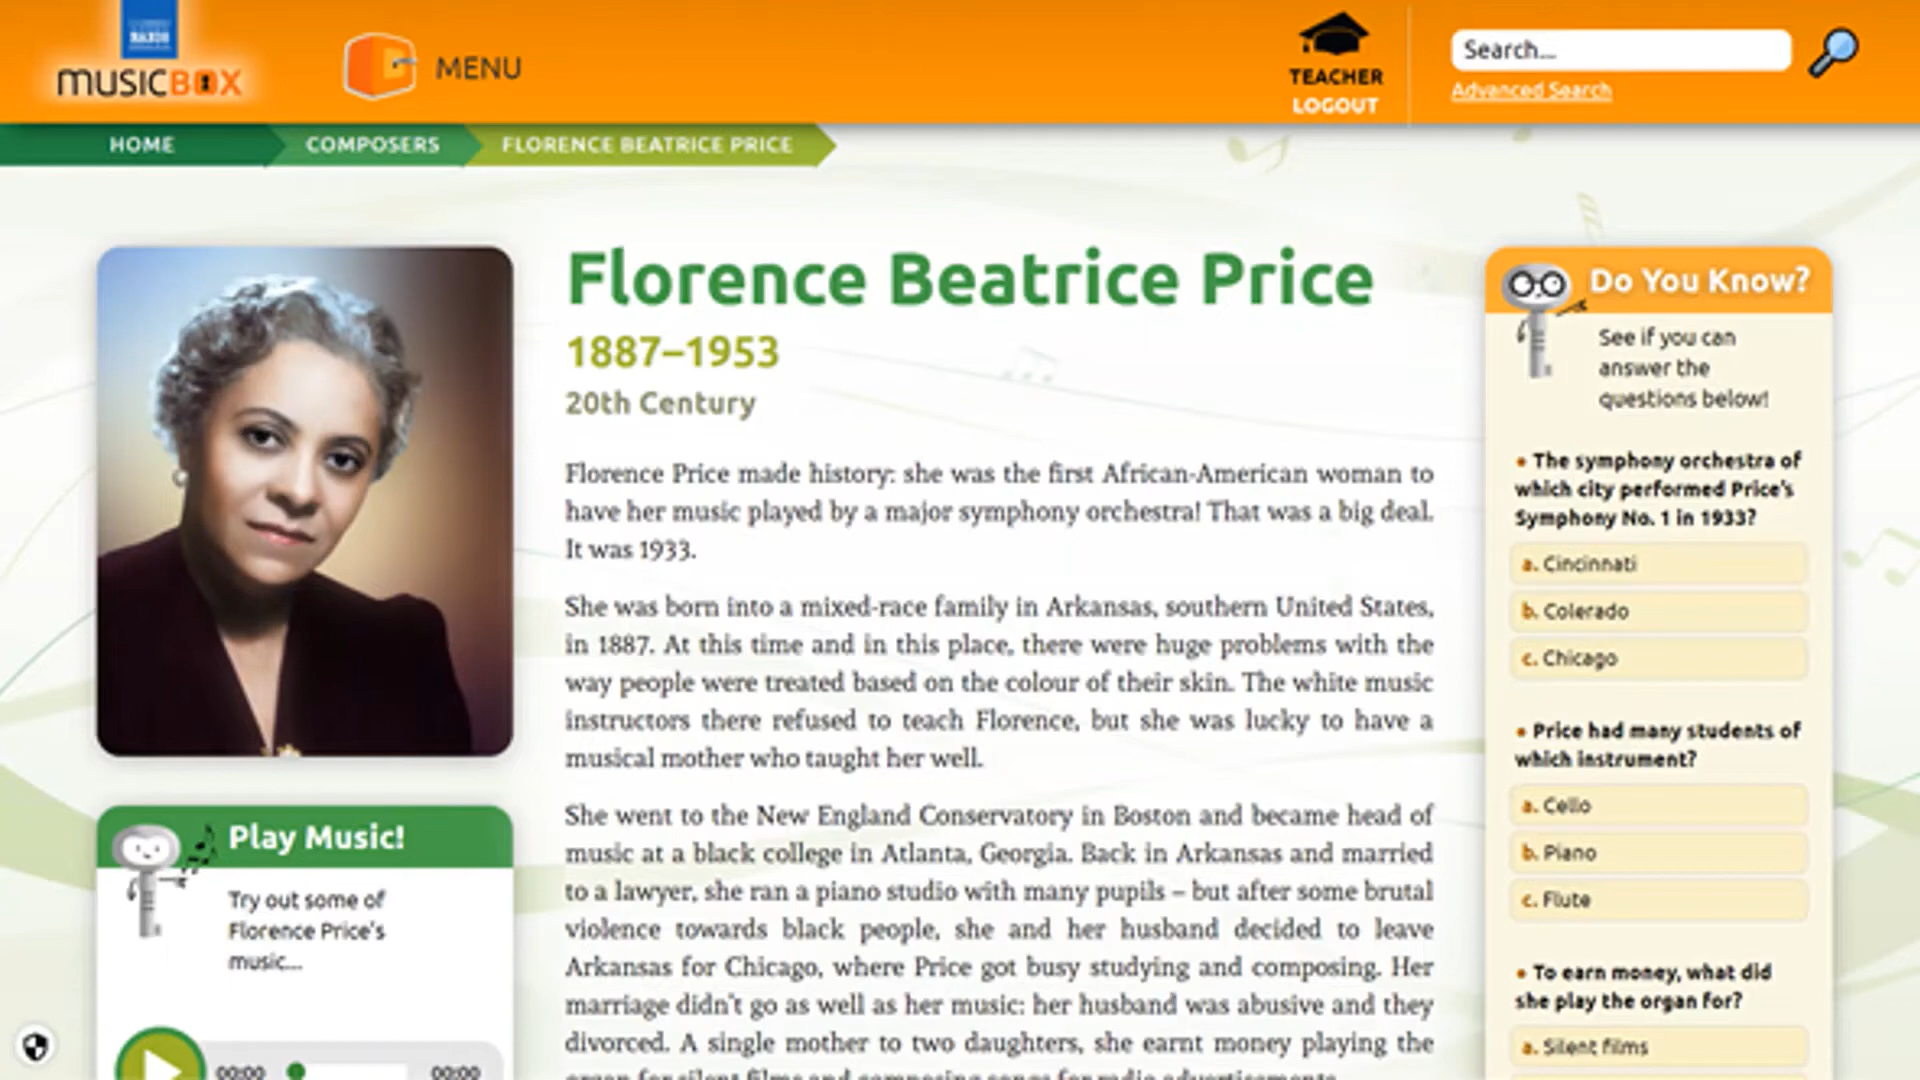 NAXOS
MUSICBOX
MENU
TEACHER
LOGOUT
Search...
Advanced Search
HOME
COMPOSERS
FLORENCE BEATRICE PRICE
Florence Beatrice Price
1887–1953
20th Century
Florence Price made history: she was the first African-American woman to
have her music played by a major symphony orchestra! That was a big deal.
It was 1933.
She was born into a mixed-race family in Arkansas, southern United States,
in 1887. At this time and in this place, there were huge problems with the
way people were treated based on the colour of their skin. The white music
instructors there refused to teach Florence, but she was lucky to have a
musical mother who taught her well.
She went to the New England Conservatory in Boston and became head of
music at a black college in Atlanta, Georgia. Back in Arkansas and married
to a lawyer, she ran a piano studio with many pupils – but after some brutal
violence towards black people, she and her husband decided to leave
Arkansas for Chicago, where Price got busy studying and composing. Her
marriage didn't go as well as her music: her husband was abusive and they
divorced. A single mother to two daughters, she earnt money playing the
organ for silent films and composing songs for radio advertisements.
Play Music!
Try out some of
Florence Price's
music...
00:00
00:00
Do You Know?
See if you can
answer the
questions below!
• The symphony orchestra of
which city performed Price's
Symphony No. 1 in 1933?
a. Cincinnati
b. Colerado
c. Chicago
• Price had many students of
which instrument?
a. Cello
b. Piano
c. Flute
• To earn money, what did
she play the organ for?
a. Silent films